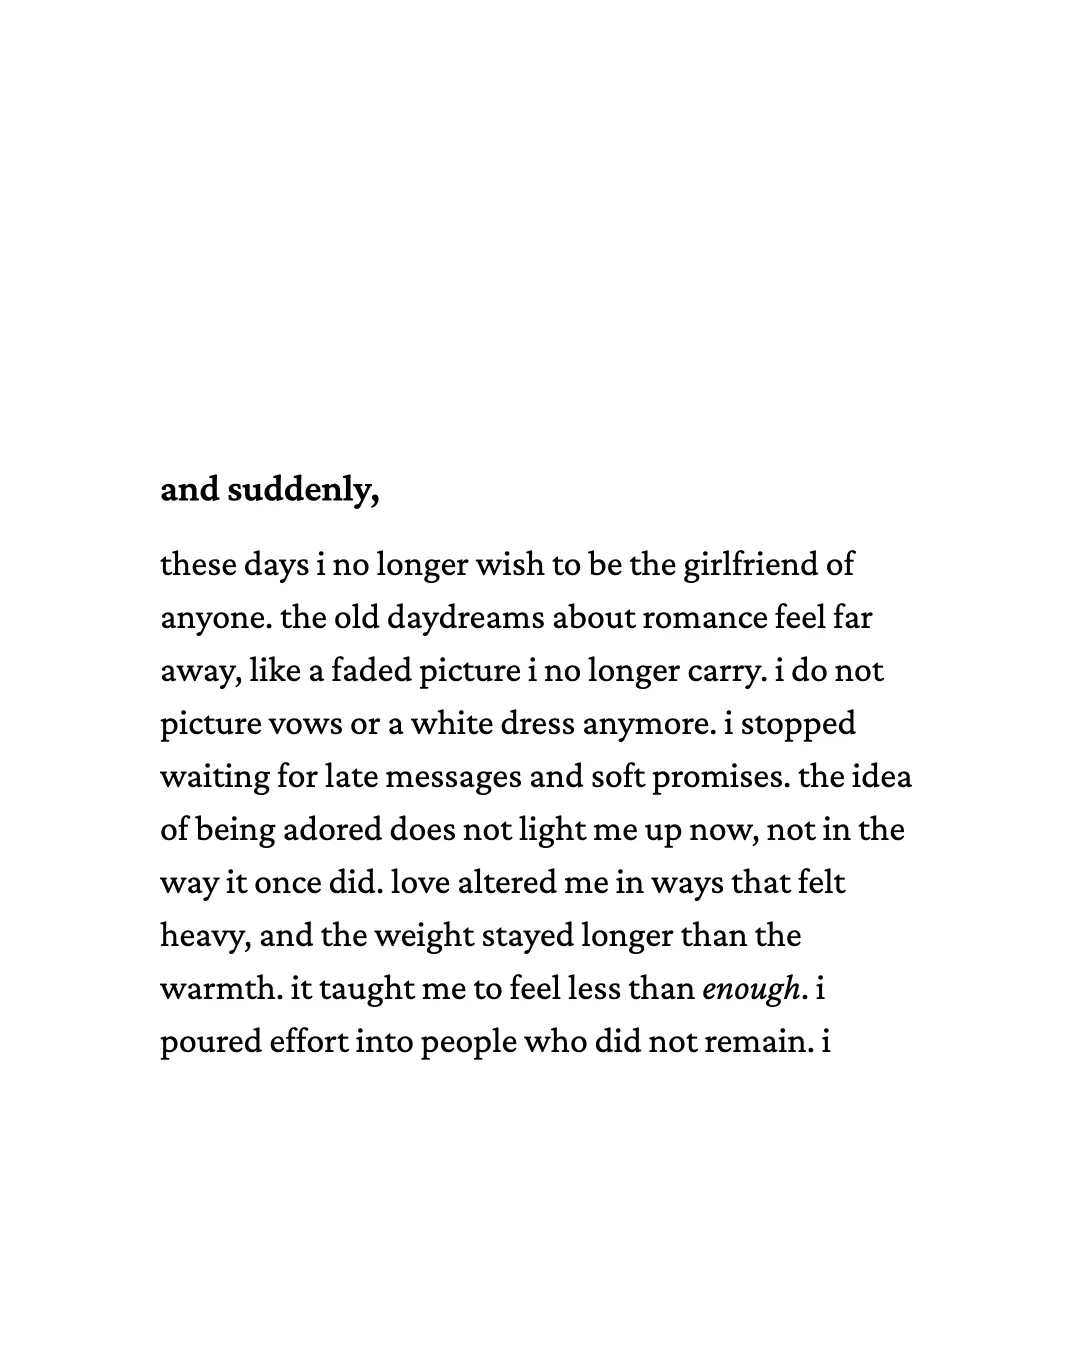 and suddenly,
these days i no longer wish to be the girlfriend of
anyone. the old daydreams about romance feel far
away, like a faded picture i no longer carry. i do not
picture vows or a white dress anymore. i stopped
waiting for late messages and soft promises. the idea
of being adored does not light me up now, not in the
way it once did. love altered me in ways that felt
heavy, and the weight stayed longer than the
warmth. it taught me to feel less than enough. i
poured effort into people who did not remain. i